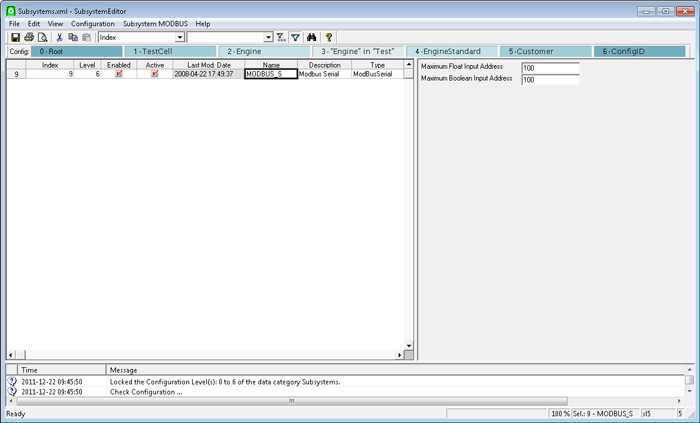 Subsystems.xml - SubsystemEditor
File Edit View Configuration Subsystem MODBUS Help
Index
Config: 0 - Root 1 - TestCell 2 - Engine 3 - "Engine" in "Test" 4 - EngineStandard 5 - Customer 6 - ConfigID
Index Level Enabled Active Last Mod. Date Name Description Type
9 9 6 2008-04-22 17:49:37 MODBUS_S Modbus Serial ModBusSerial
Maximum Float Input Address 100
Maximum Boolean Input Address 100
Time Message
2011-12-22 09:45:50 Locked the Configuration Level(s): 0 to 6 of the data category Subsystems.
2011-12-22 09:45:50 Check Configuration ...
Ready 100 % Sel.: 9 - MODBUS_S sl5 5